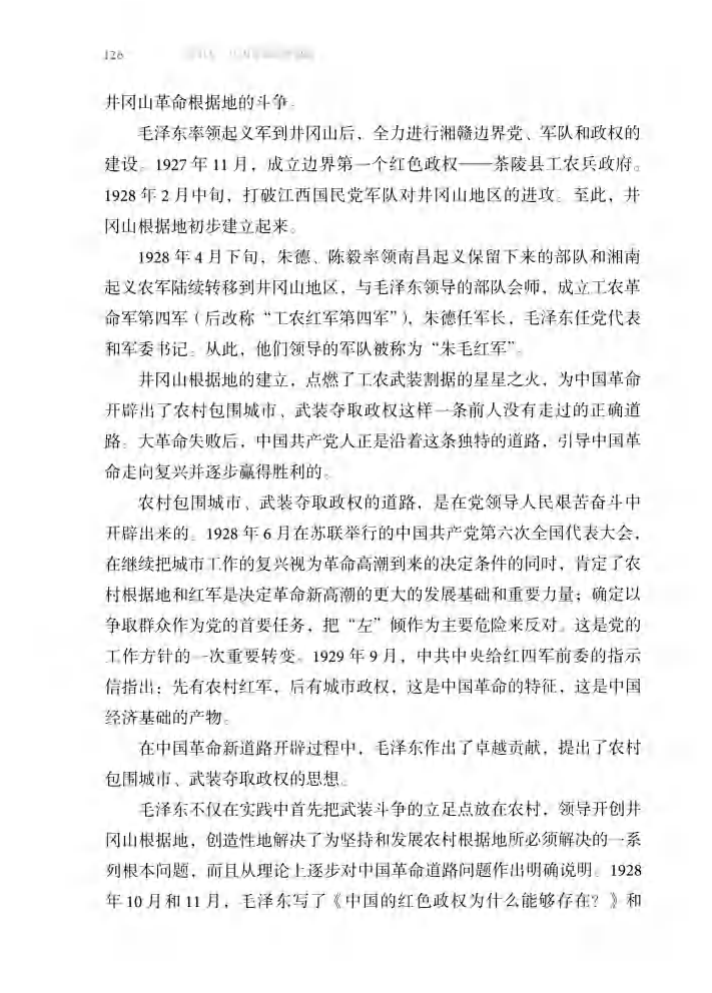 126
井冈山革命根据地的斗争。
毛泽东率领起义军到井冈山后，全力进行湘赣边界党、军队和政权的
建设。1927 年 11 月，成立边界第一个红色政权——茶陵县工农兵政府。
1928 年 2 月中旬，打破江西国民党军队对井冈山地区的进攻。至此，井
冈山根据地初步建立起来。
1928 年 4 月下旬，朱德、陈毅率领南昌起义保留下来的部队和湘南
起义农军陆续转移到井冈山地区，与毛泽东领导的部队会师，成立工农革
命军第四军（后改称“工农红军第四军”），朱德任军长，毛泽东任党代表
和军委书记。从此，他们领导的军队被称为“朱毛红军”。
井冈山根据地的建立，点燃了工农武装割据的星星之火，为中国革命
开辟出了农村包围城市、武装夺取政权这样一条前人没有走过的正确道
路。大革命失败后，中国共产党人正是沿着这条独特的道路，引导中国革
命走向复兴并逐步赢得胜利的。
农村包围城市、武装夺取政权的道路，是在党领导人民艰苦奋斗中
开辟出来的。1928 年 6 月在苏联举行的中国共产党第六次全国代表大会，
在继续把城市工作的复兴视为革命高潮到来的决定条件的同时，肯定了农
村根据地和红军是决定革命新高潮的更大的发展基础和重要力量；确定以
争取群众作为党的首要任务，把“左”倾作为主要危险来反对。这是党的
工作方针的一次重要转变。1929 年 9 月，中共中央给红四军前委的指示
信指出：先有农村红军，后有城市政权，这是中国革命的特征，这是中国
经济基础的产物。
在中国革命新道路开辟过程中，毛泽东作出了卓越贡献，提出了农村
包围城市、武装夺取政权的思想。
毛泽东不仅在实践中首先把武装斗争的立足点放在农村，领导开创井
冈山根据地，创造性地解决了为坚持和发展农村根据地所必须解决的一系
列根本问题，而且从理论上逐步对中国革命道路问题作出明确说明。1928
年 10 月和 11 月，毛泽东写了《中国的红色政权为什么能够存在？》和